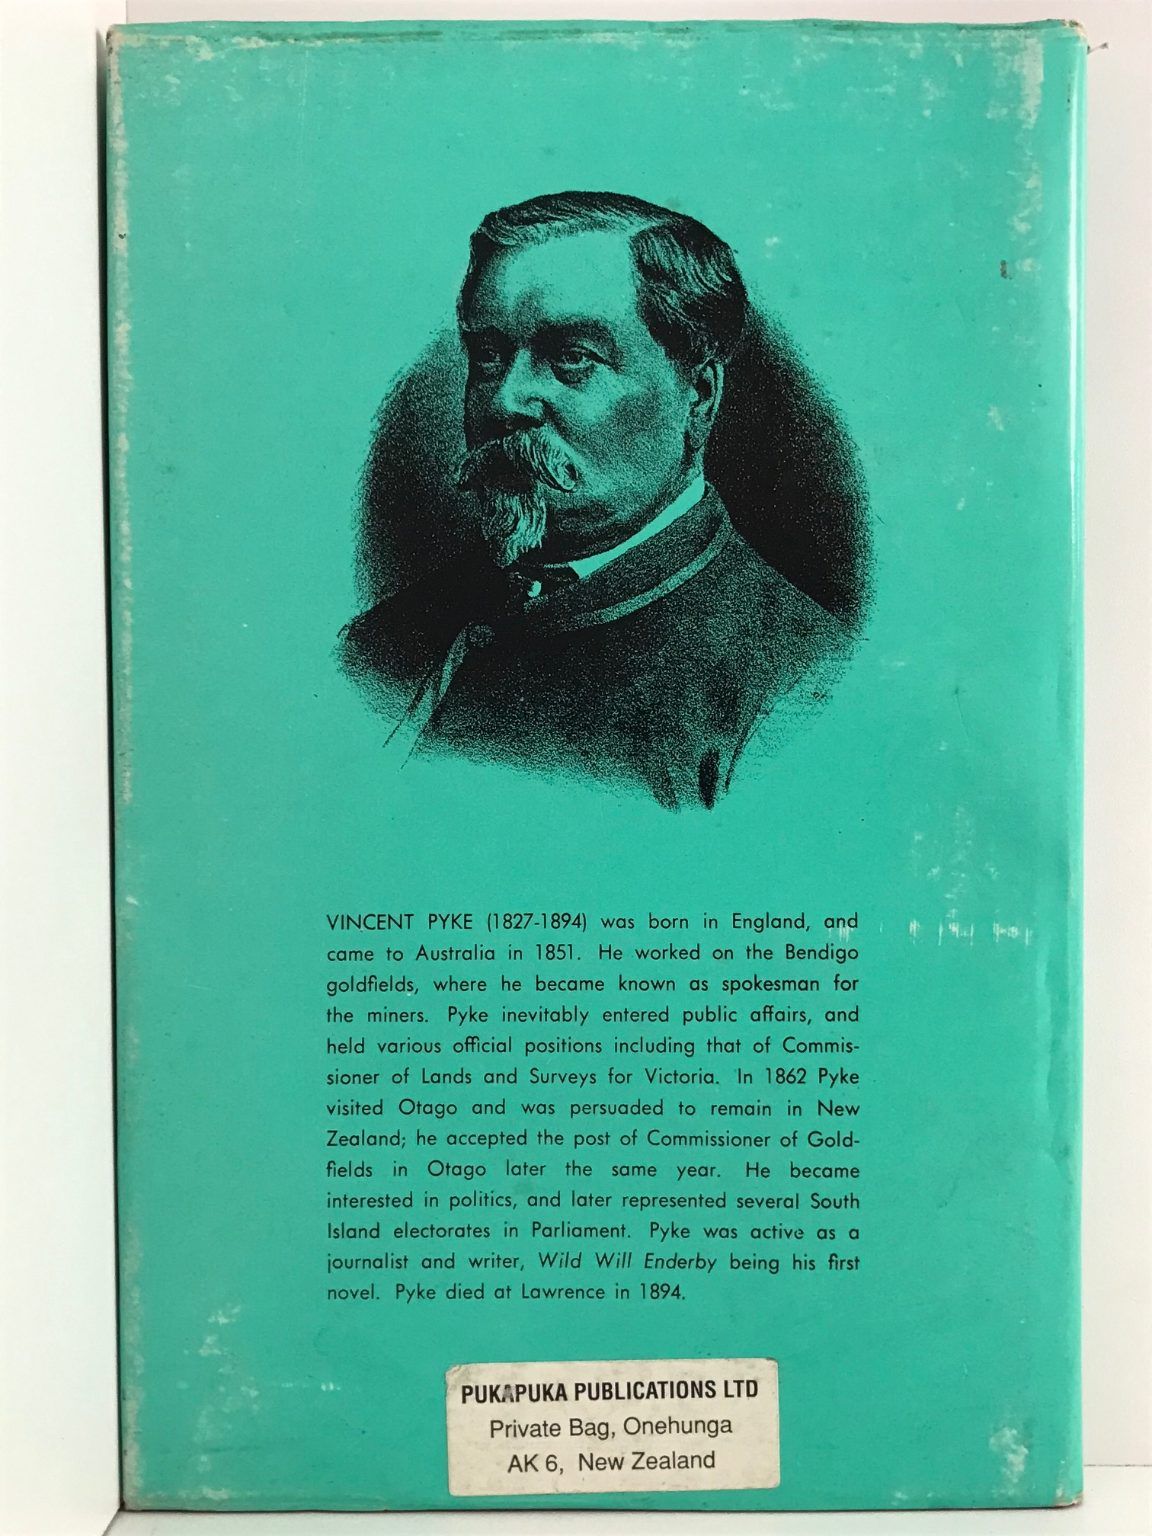 VINCENT PYKE (1827-1894) was born in England, and
came to Australia in 1851. He worked on the Bendigo
goldfields, where he became known as spokesman for
the miners. Pyke inevitably entered public affairs, and
held various official positions including that of Commis-
sioner of Lands and Surveys for Victoria. In 1862 Pyke
visited Otago and was persuaded to remain in New
Zealand; he accepted the post of Commissioner of Gold-
fields in Otago later the same year. He became
interested in politics, and later represented several South
Island electorates in Parliament. Pyke was active as a
journalist and writer, Wild Will Enderby being his first
novel. Pyke died at Lawrence in 1894.
PUKAPUKA PUBLICATIONS LTD
Private Bag, Onehunga
AK 6, New Zealand